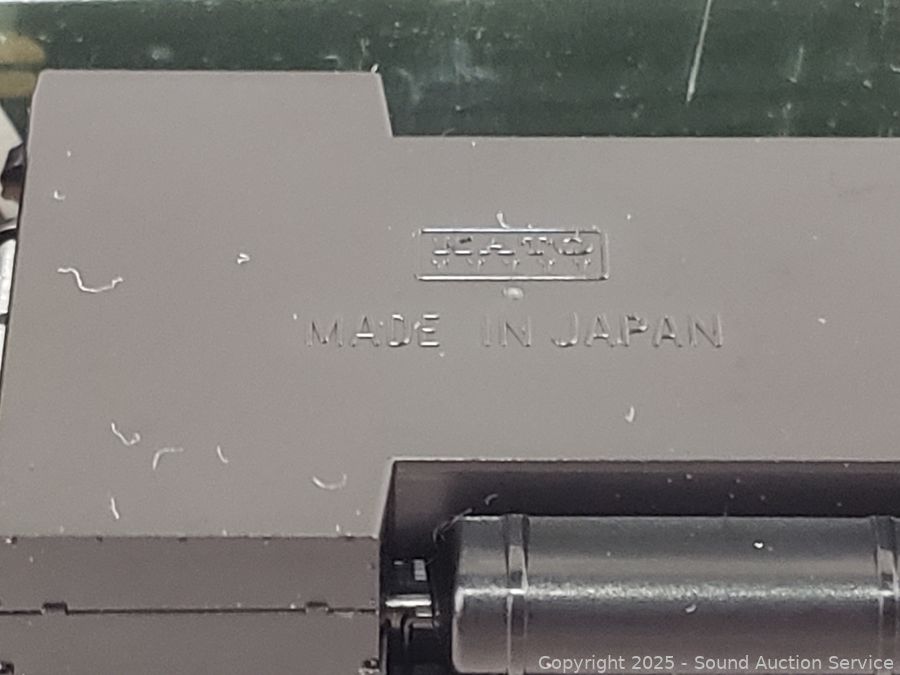 KATO
MADE IN JAPAN
Copyright 2025 - Sound Auction Service